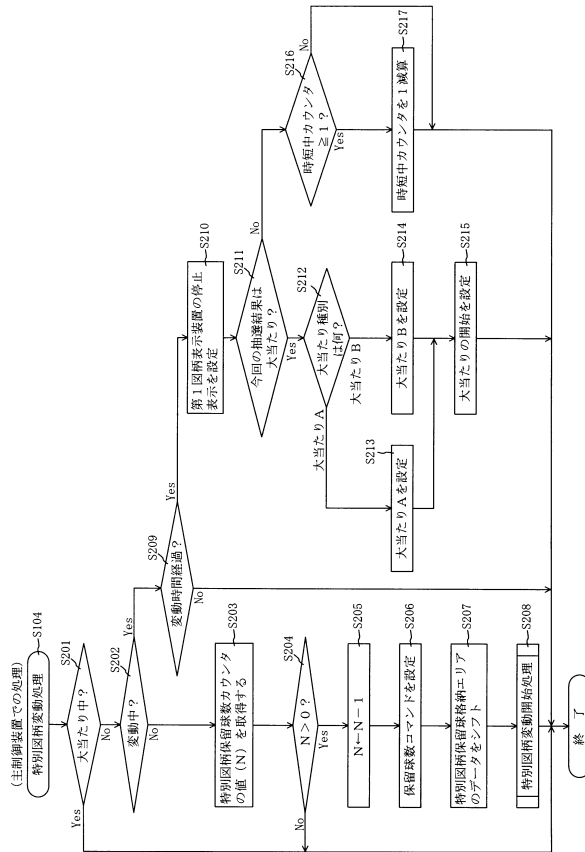 (主制御装置での処理)
特別図柄変動処理
S104
S201
大当たり中？
Yes
No
S202
変動中？
Yes
No
S203
特別図柄保留球数カウンタ
の値（N）を取得する
S204
N＞0？
No
Yes
S205
N←N－1
S206
保留球数コマンドを設定
S207
特別図柄保留球格納エリア
のデータをシフト
S208
特別図柄変動開始処理
終了
S209
変動時間経過？
Yes
No
S210
第1図柄表示装置の停止
表示を設定
S211
今回の抽選結果は
大当たり？
No
Yes
S212
大当たり種別
は何？
大当たりA
大当たりB
S213
大当たりAを設定
S214
大当たりBを設定
S215
大当たりの開始を設定
S216
時短中カウンタ
≧1？
No
Yes
S217
時短中カウンタを1減算